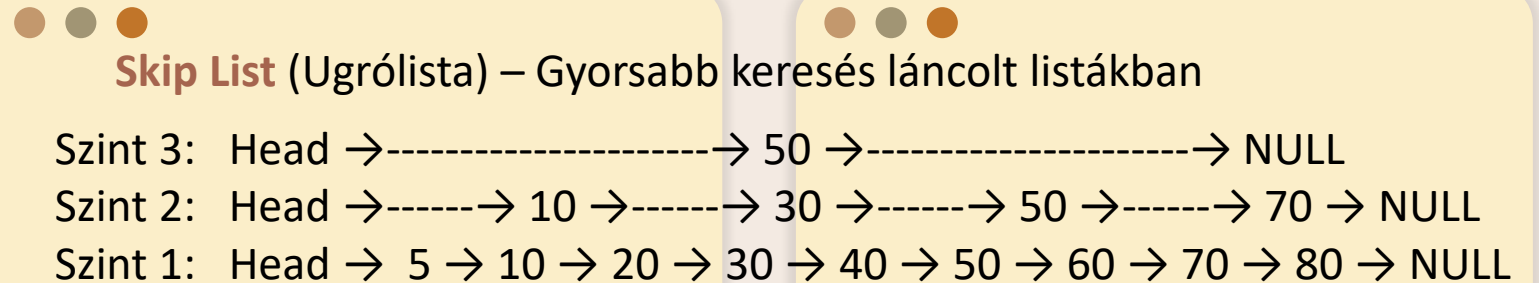 Skip List (Ugrólista) – Gyorsabb keresés láncolt listákban
Szint 3: Head →----------------------→ 50 →----------------------→ NULL
Szint 2: Head →------→ 10 →------→ 30 →------→ 50 →------→ 70 → NULL
Szint 1: Head → 5 → 10 → 20 → 30 → 40 → 50 → 60 → 70 → 80 → NULL